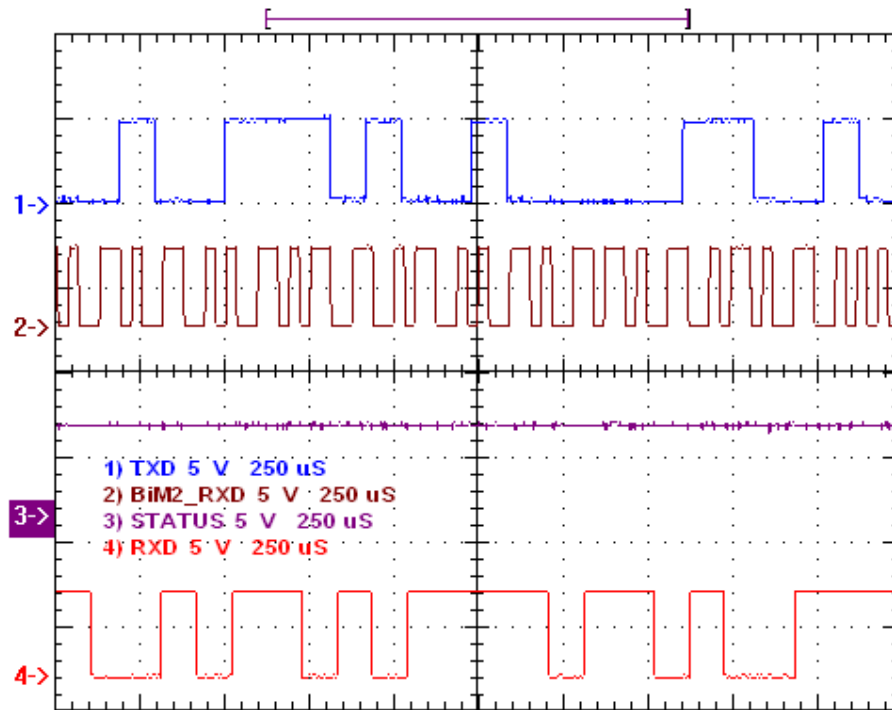 1->
2->
3->
1) TXD 5 V 250 uS
2) BiM2_RXD 5 V 250 uS
3) STATUS 5 V 250 uS
4) RXD 5 V 250 uS
4->